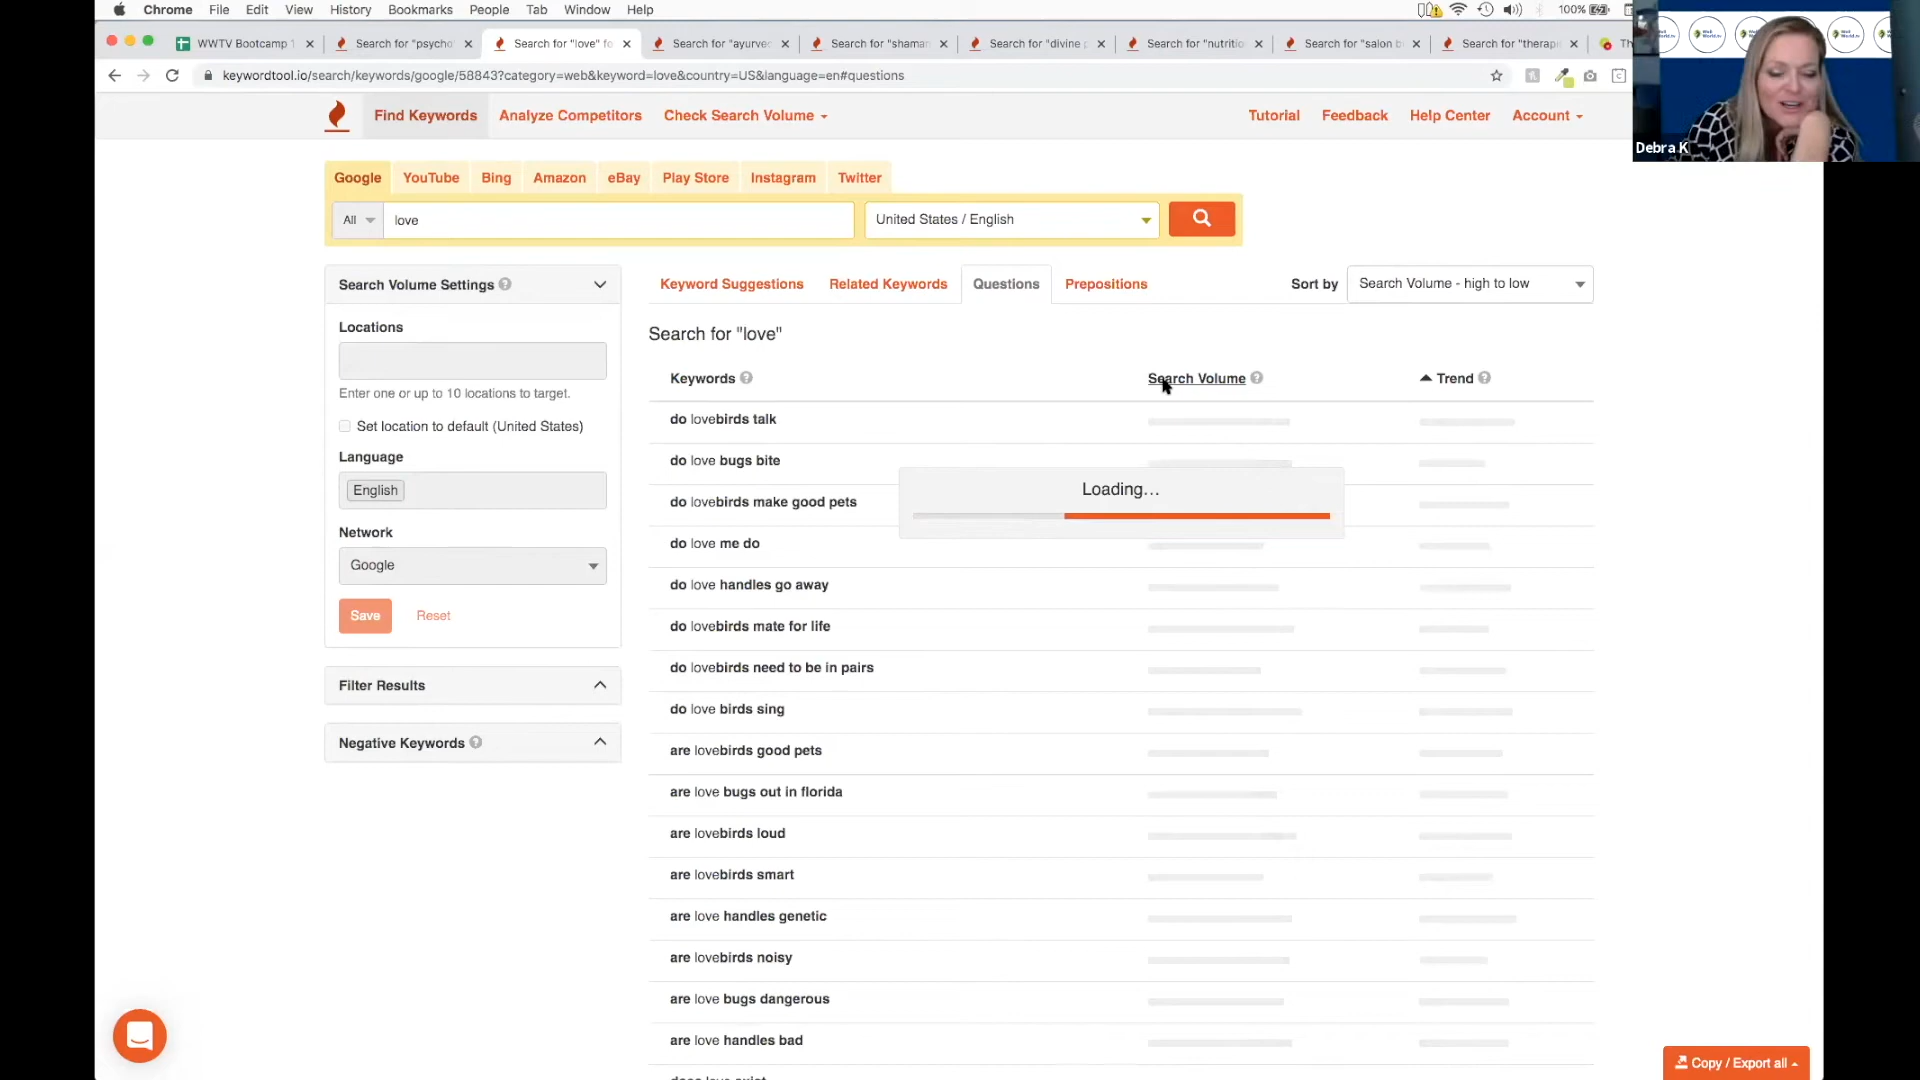 Chrome File Edit View History Bookmarks People Tab Window Help
100%
WWTV Bootcamp
Search for "psycho
Search for "love" fo
Search for "ayurve
Search for "shaman
Search for "divine p
Search for "nutritio
Search for "salon b
Search for "therapi
Th
keywordtool.io/search/keywords/google/58843?category=web&keyword=love&country=US&language=en#questions
Debra K
Find Keywords Analyze Competitors Check Search Volume Tutorial Feedback Help Center Account
Google YouTube Bing Amazon eBay Play Store Instagram Twitter
All love United States / English
Search Volume Settings
Keyword Suggestions Related Keywords Questions Prepositions Sort by Search Volume - high to low
Locations
Enter one or up to 10 locations to target.
Set location to default (United States)
Language
English
Network
Google
Save Reset
Filter Results
Negative Keywords
Search for "love"
Keywords Search Volume Trend
do lovebirds talk
do love bugs bite
Loading...
do lovebirds make good pets
do love me do
do love handles go away
do lovebirds mate for life
do lovebirds need to be in pairs
do love birds sing
are lovebirds good pets
are love bugs out in florida
are lovebirds loud
are lovebirds smart
are love handles genetic
are lovebirds noisy
are love bugs dangerous
are love handles bad
Copy / Export all